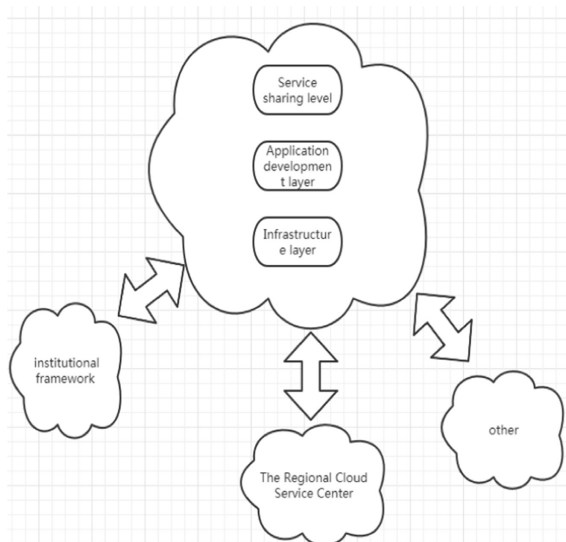 Service
sharing level
Application
developmen
t layer
Infrastructur
e layer
institutional
framework
other
The Regional Cloud
Service Center